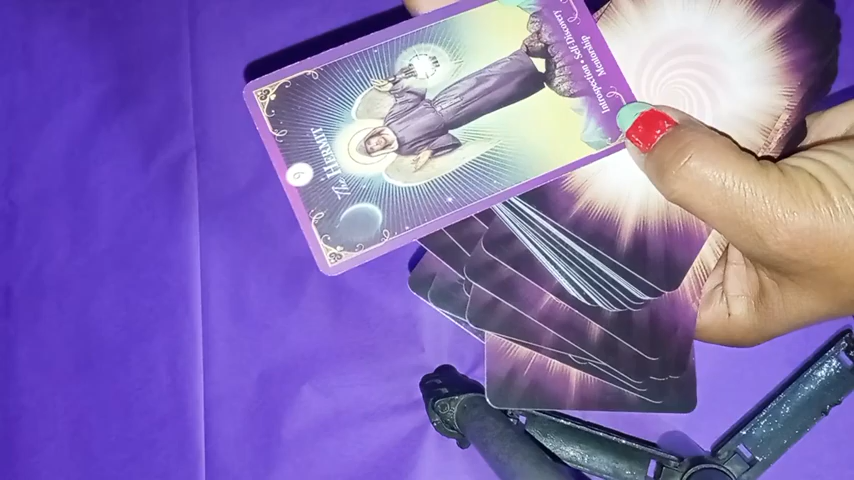 9
The HERMIT
Introspection • Self Discovery
Mentorship